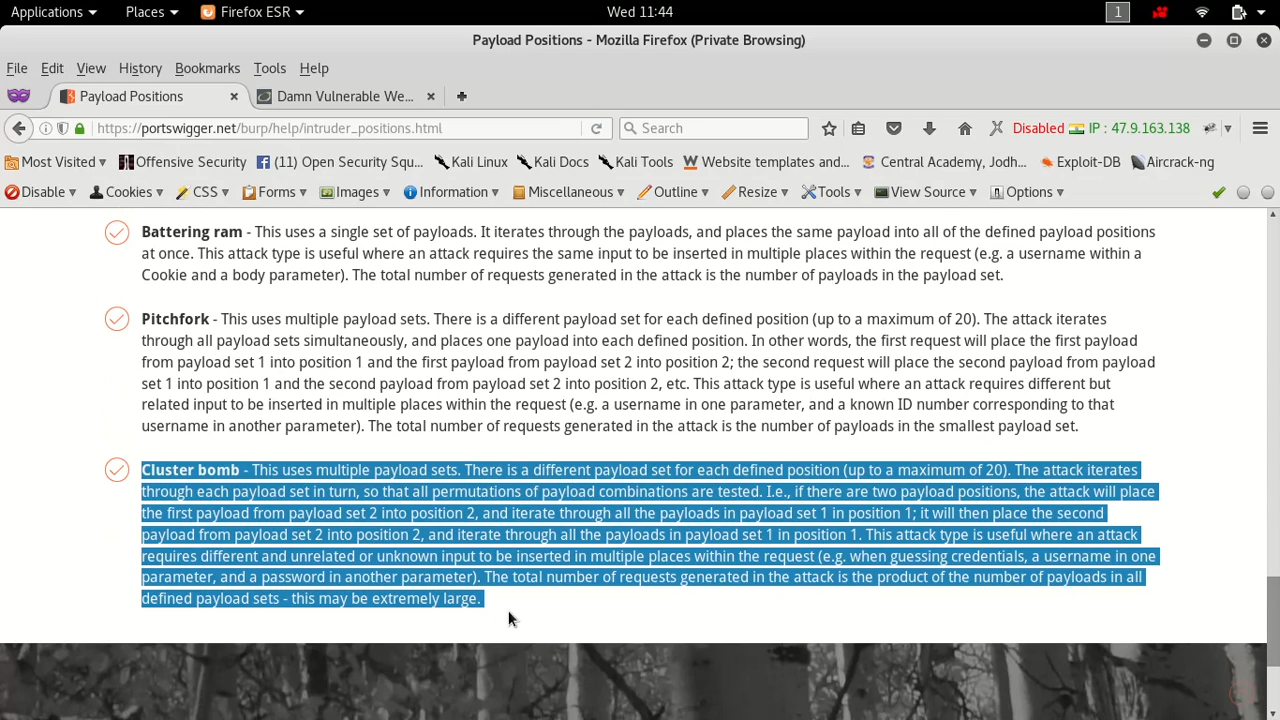 Applications Places Firefox ESR Wed 11:44 1
Payload Positions - Mozilla Firefox (Private Browsing)
File Edit View History Bookmarks Tools Help
Payload Positions Damn Vulnerable We...
https://portswigger.net/burp/help/intruder_positions.html Search Disabled IP : 47.9.163.138
Most Visited Offensive Security (11) Open Security Squ... Kali Linux Kali Docs Kali Tools Website templates and... Central Academy, Jodh... Exploit-DB Aircrack-ng
Disable Cookies CSS Forms Images Information Miscellaneous Outline Resize Tools View Source Options
Battering ram - This uses a single set of payloads. It iterates through the payloads, and places the same payload into all of the defined payload positions
at once. This attack type is useful where an attack requires the same input to be inserted in multiple places within the request (e.g. a username within a
Cookie and a body parameter). The total number of requests generated in the attack is the number of payloads in the payload set.
Pitchfork - This uses multiple payload sets. There is a different payload set for each defined position (up to a maximum of 20). The attack iterates
through all payload sets simultaneously, and places one payload into each defined position. In other words, the first request will place the first payload
from payload set 1 into position 1 and the first payload from payload set 2 into position 2; the second request will place the second payload from payload
set 1 into position 1 and the second payload from payload set 2 into position 2, etc. This attack type is useful where an attack requires different but
related input to be inserted in multiple places within the request (e.g. a username in one parameter, and a known ID number corresponding to that
username in another parameter). The total number of requests generated in the attack is the number of payloads in the smallest payload set.
Cluster bomb - This uses multiple payload sets. There is a different payload set for each defined position (up to a maximum of 20). The attack iterates
through each payload set in turn, so that all permutations of payload combinations are tested. I.e., if there are two payload positions, the attack will place
the first payload from payload set 2 into position 2, and iterate through all the payloads in payload set 1 in position 1; it will then place the second
payload from payload set 2 into position 2, and iterate through all the payloads in payload set 1 in position 1. This attack type is useful where an attack
requires different and unrelated or unknown input to be inserted in multiple places within the request (e.g. when guessing credentials, a username in one
parameter, and a password in another parameter). The total number of requests generated in the attack is the product of the number of payloads in all
defined payload sets - this may be extremely large.